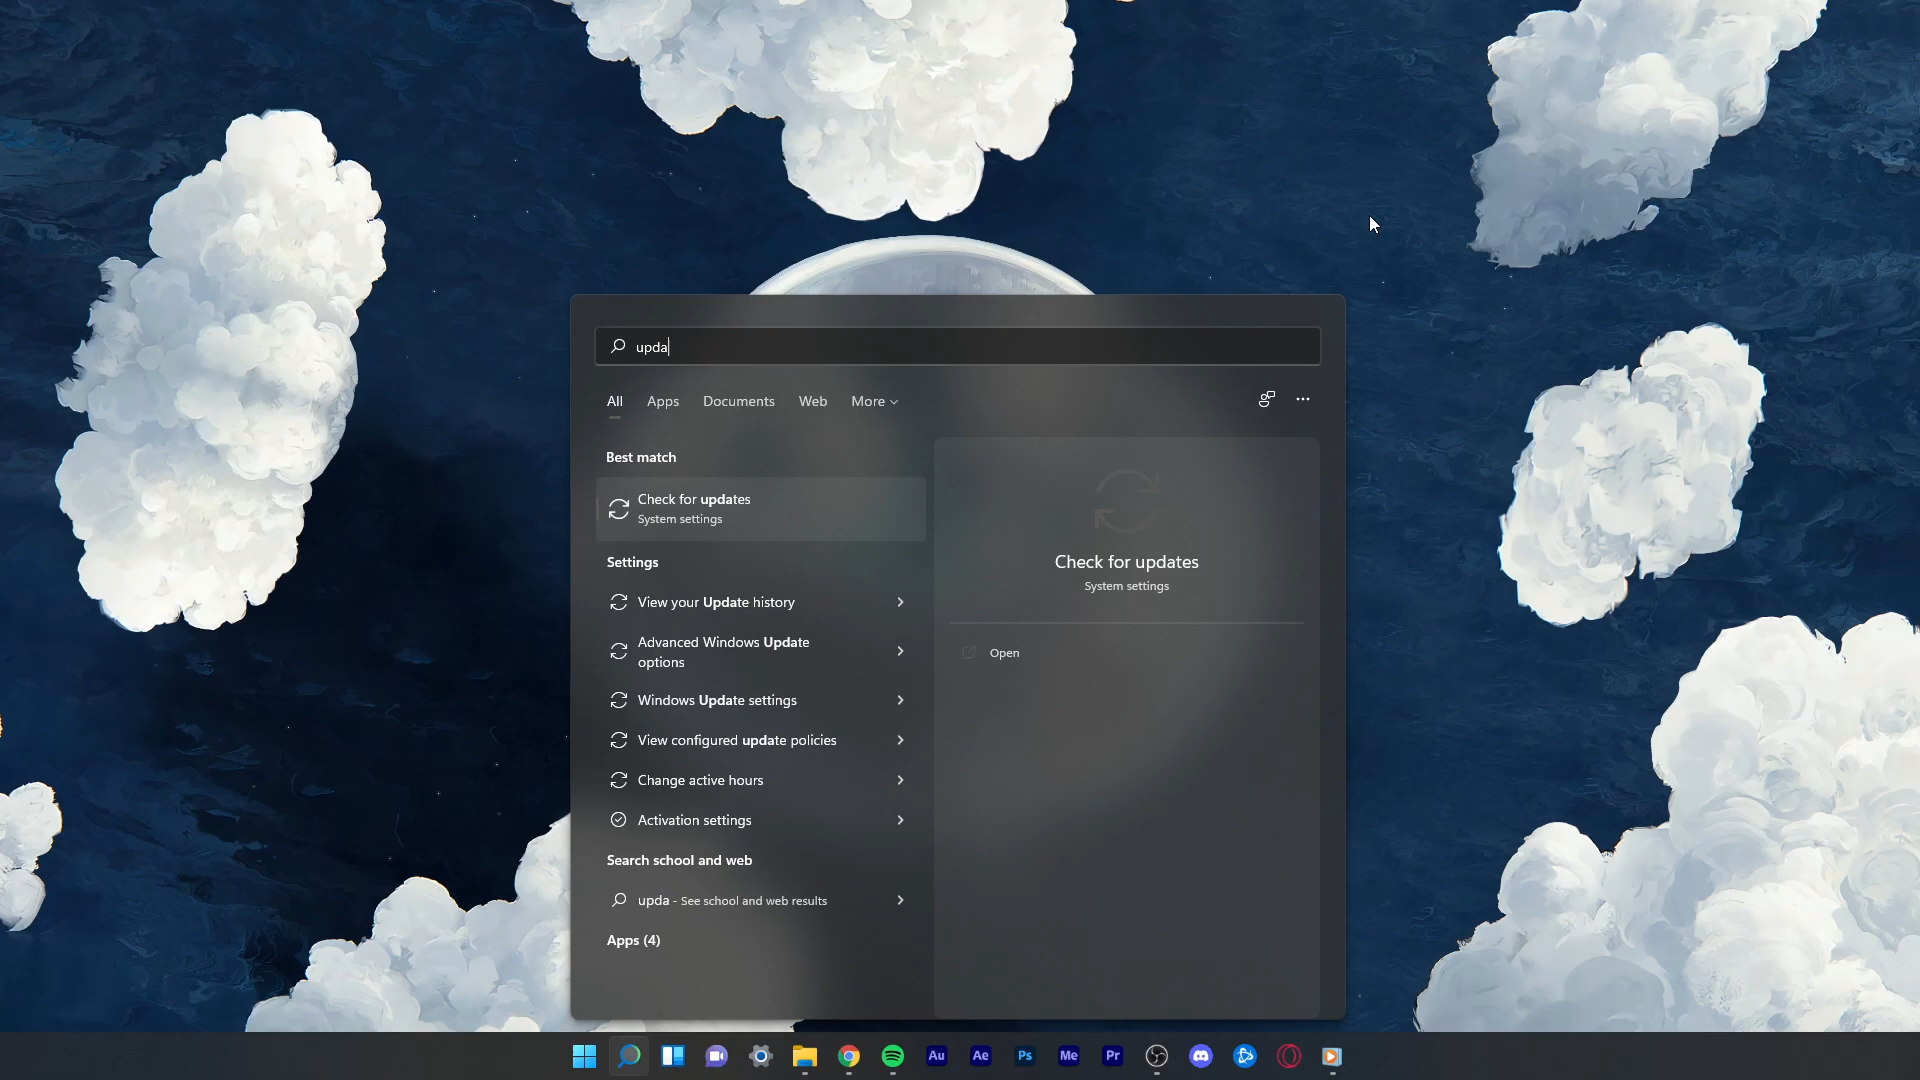 upda
All Apps Documents Web More
Best match
Check for updates
System settings
Settings
View your Update history
Advanced Windows Update
options
Windows Update settings
View configured update policies
Change active hours
Activation settings
Search school and web
upda - See school and web results
Apps (4)
Check for updates
System settings
Open
Au Ae Ps Me Pr